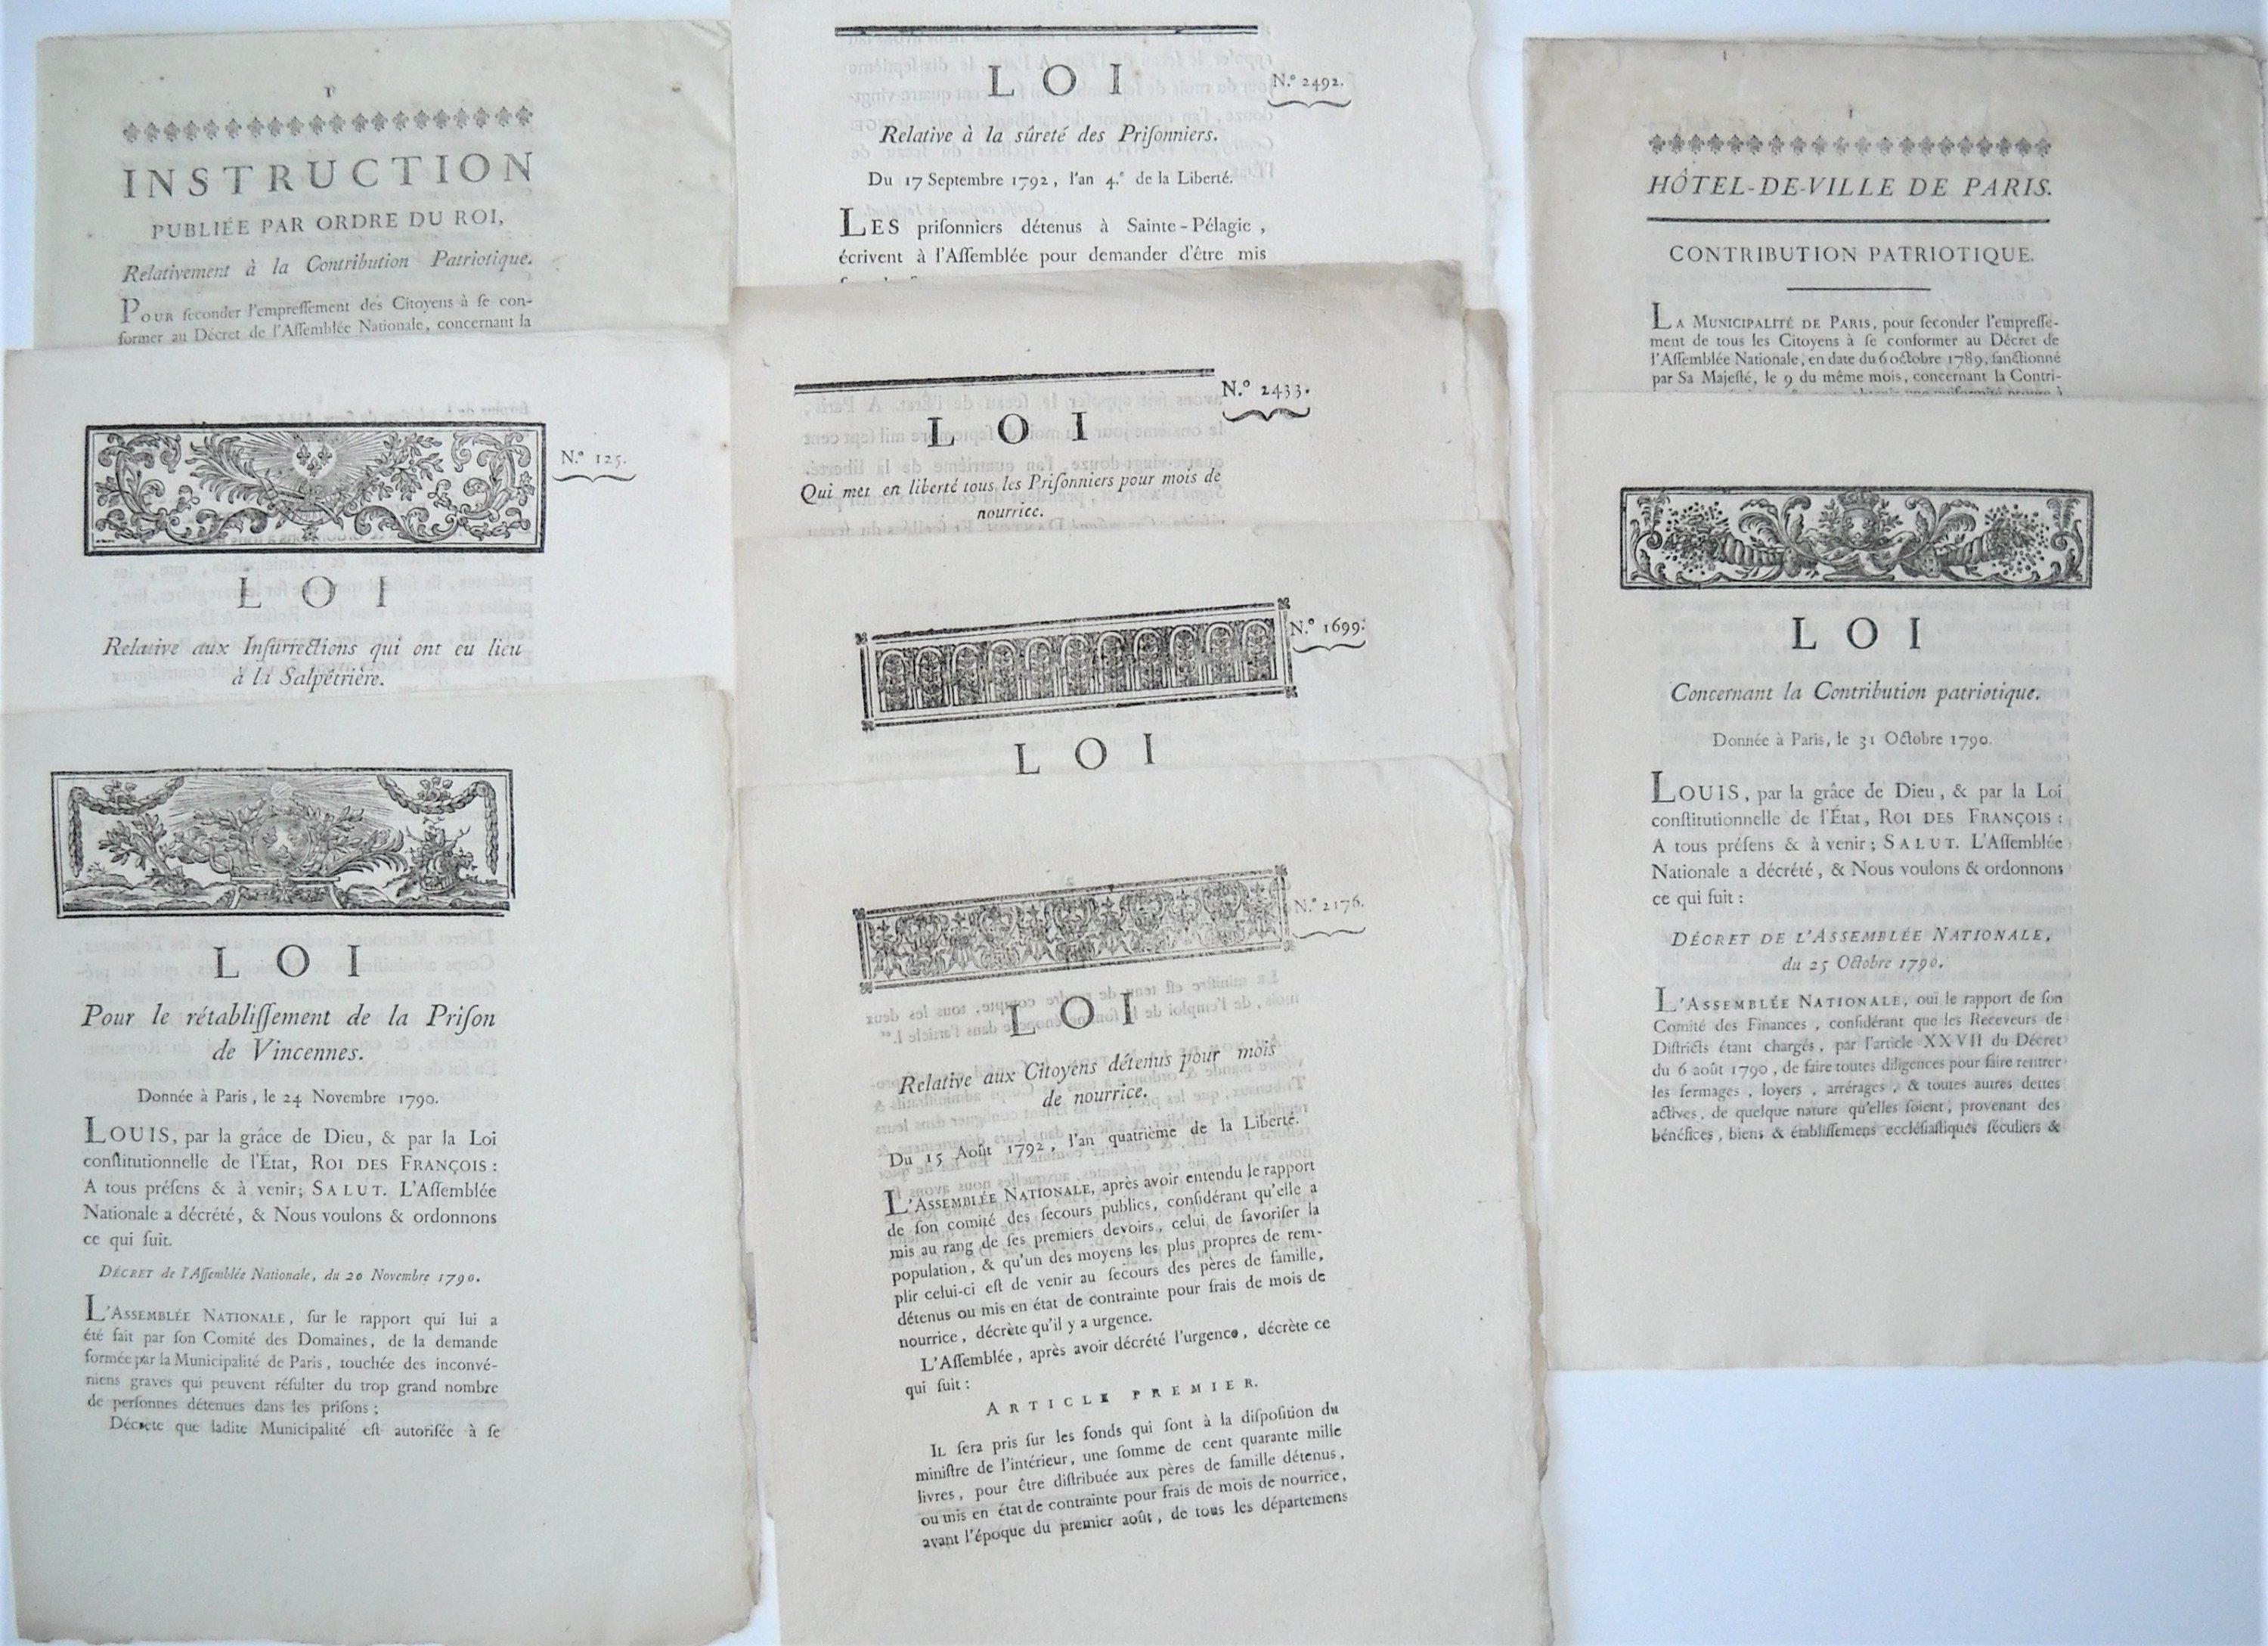 INSTRUCTION
PUBLIÉE PAR ORDRE DU ROI,
Relativement à la Contribution Patriotique.
POUR ſeconder l'empreſſement des Citoyens à ſe con-
former au Décret de l'Aſſemblée Nationale, concernant la
N.º 125.
LOI
Relative aux Inſurrections qui ont eu lieu
à la Salpêtrière.
LOI
Pour le rétabliſſement de la Priſon
de Vincennes.
Donnée à Paris, le 24 Novembre 1790.
LOUIS, par la grâce de Dieu, & par la Loi
conſtitutionnelle de l'État, ROI DES FRANÇOIS :
A tous préſens & à venir; SALUT. L'Aſſemblée
Nationale a décrété, & Nous voulons & ordonnons
ce qui ſuit.
DÉCRET de l'Aſſemblée Nationale, du 20 Novembre 1790.
L'ASSEMBLÉE NATIONALE, ſur le rapport qui lui a
été fait par ſon Comité des Domaines, de la demande
formée par la Municipalité de Paris, touchée des inconvé-
niens graves qui peuvent réſulter du trop grand nombre
de perſonnes détenues dans les priſons ;
Décrète que ladite Municipalité eſt autoriſée à ſe
LOI
N.º 2492.
Relative à la sûreté des Priſonniers.
Du 17 Septembre 1792, l'an 4.e de la Liberté.
LES priſonniers détenus à Sainte-Pélagie,
écrivent à l'Aſſemblée pour demander d'être mis
N.º 2433.
LOI
Qui met en liberté tous les Priſonniers pour mois de
nourrice.
N.º 1699.
LOI
N.º 2176.
LOI
Relative aux Citoyens détenus pour mois
de nourrice.
Du 15 Août 1792, l'an quatrième de la Liberté.
L'ASSEMBLÉE NATIONALE, après avoir entendu le rapport
de ſon comité des ſecours publics, conſidérant qu'elle a
mis au rang de ſes premiers devoirs, celui de favoriſer la
population, & qu'un des moyens les plus propres de rem-
plir celui-ci eſt de venir au ſecours des pères de famille,
détenus ou mis en état de contrainte pour frais de mois de
nourrice, décrète qu'il y a urgence.
L'Aſſemblée, après avoir décrété l'urgence, décrète ce
qui ſuit :
ARTICLE PREMIER.
IL ſera pris ſur les fonds qui ſont à la diſpoſition du
miniſtre de l'intérieur, une ſomme de cent quarante mille
livres, pour être diſtribuée aux pères de famille détenus,
ou mis en état de contrainte pour frais de mois de nourrice,
avant l'époque du premier août, de tous les départemens
HÔTEL-DE-VILLE DE PARIS.
CONTRIBUTION PATRIOTIQUE.
LA MUNICIPALITÉ DE PARIS, pour ſeconder l'empreſſe-
ment de tous les Citoyens à ſe conformer au Décret de
l'Aſſemblée Nationale, en date du 6 octobre 1789, ſanctionné
par Sa Majeſté, le 9 du même mois, concernant la Contri-
LOI
Concernant la Contribution patriotique.
Donnée à Paris, le 31 Octobre 1790.
LOUIS, par la grâce de Dieu, & par la Loi
conſtitutionnelle de l'État, ROI DES FRANÇOIS :
A tous préſens & à venir; SALUT. L'Aſſemblée
Nationale a décrété, & Nous voulons & ordonnons
ce qui ſuit :
DÉCRET DE L'ASSEMBLÉE NATIONALE,
du 25 Octobre 1790.
L'ASSEMBLÉE NATIONALE, ouï le rapport de ſon
Comité des Finances, conſidérant que les Receveurs de
Diſtricts étant chargés, par l'article XXVII du Décret
du 6 août 1790, de faire toutes diligences pour faire rentrer
les fermages, loyers, arrérages, & toutes autres dettes
actives, de quelque nature qu'elles ſoient, provenant des
bénéfices, biens & établiſſemens eccléſiaſtiques ſéculiers &